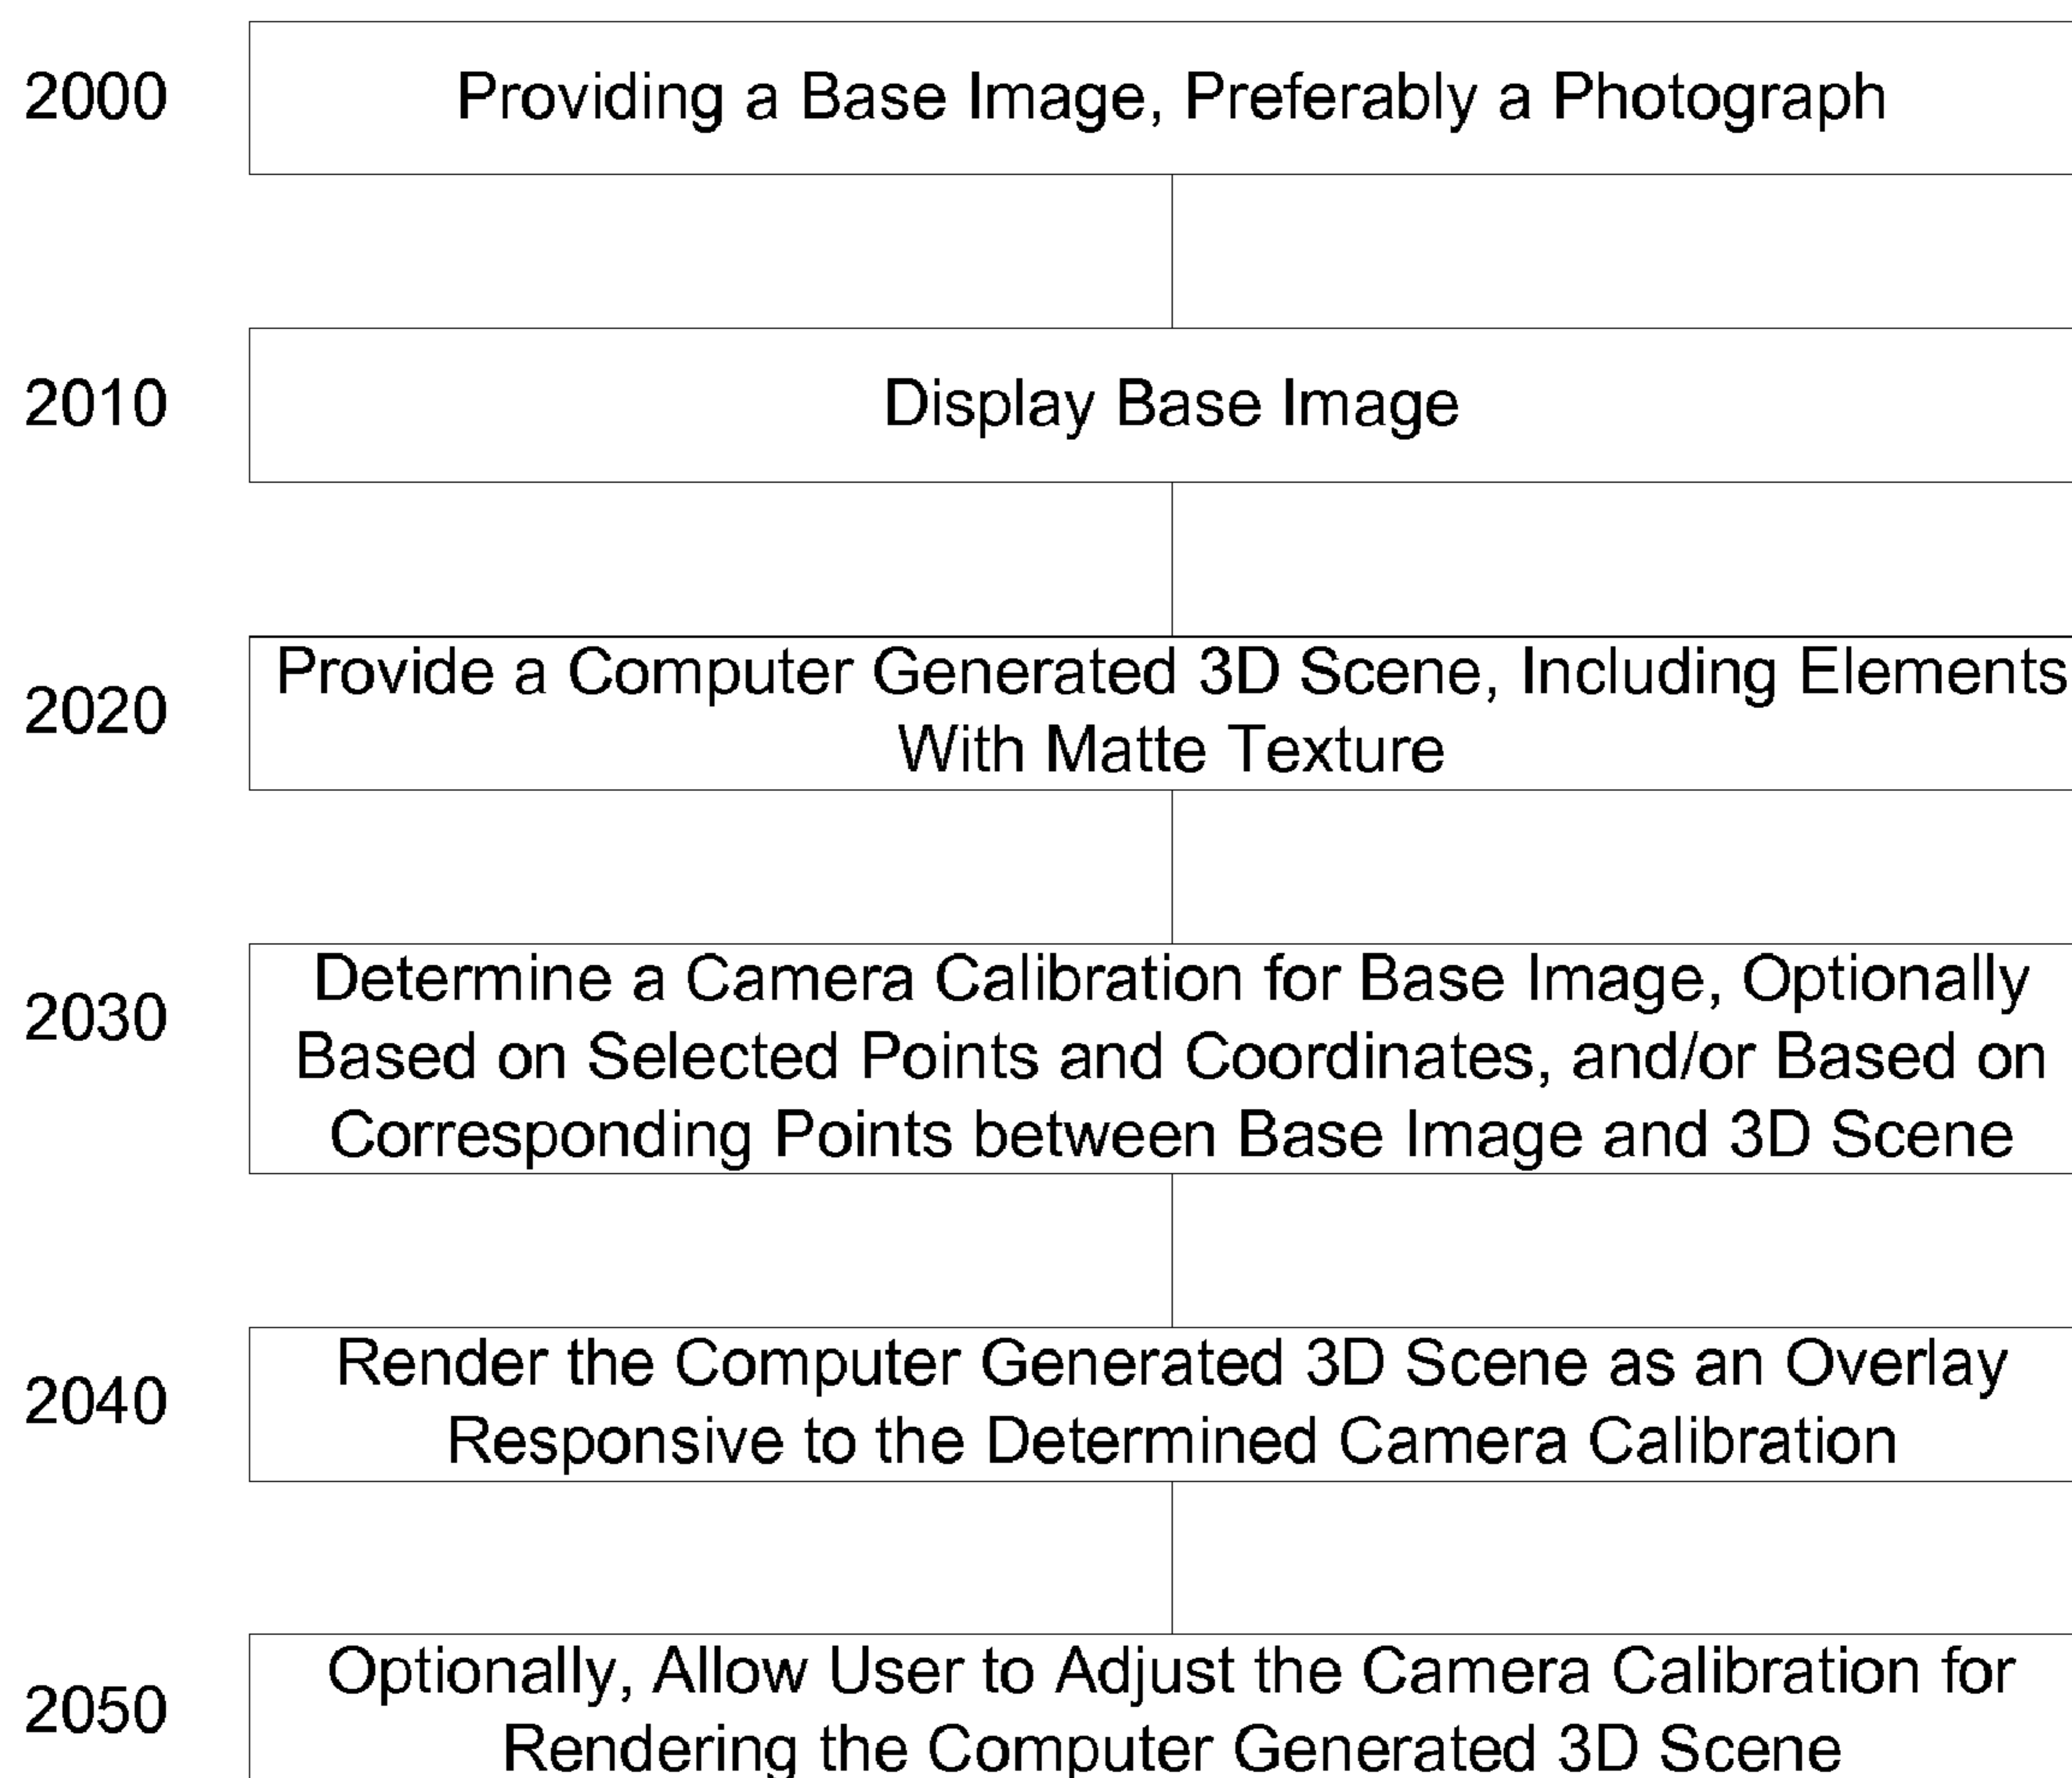 2000
Providing a Base Image, Preferably a Photograph
2010
Display Base Image
2020
Provide a Computer Generated 3D Scene, Including Elements
With Matte Texture
2030
Determine a Camera Calibration for Base Image, Optionally
Based on Selected Points and Coordinates, and/or Based on
Corresponding Points between Base Image and 3D Scene
2040
Render the Computer Generated 3D Scene as an Overlay
Responsive to the Determined Camera Calibration
2050
Optionally, Allow User to Adjust the Camera Calibration for
Rendering the Computer Generated 3D Scene